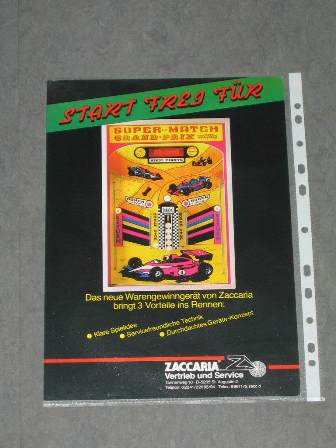 START FREI FÜR
SUPER-MATCH
GRAND-PRIX
Das neue Warengewinngerät von Zaccaria
bringt 3 Vorteile ins Rennen:
• Klare Spielidee
• Servicefreundliche Technik
• Durchdachtes Geräte-Konzept
ZACCARIA
Vertrieb und Service